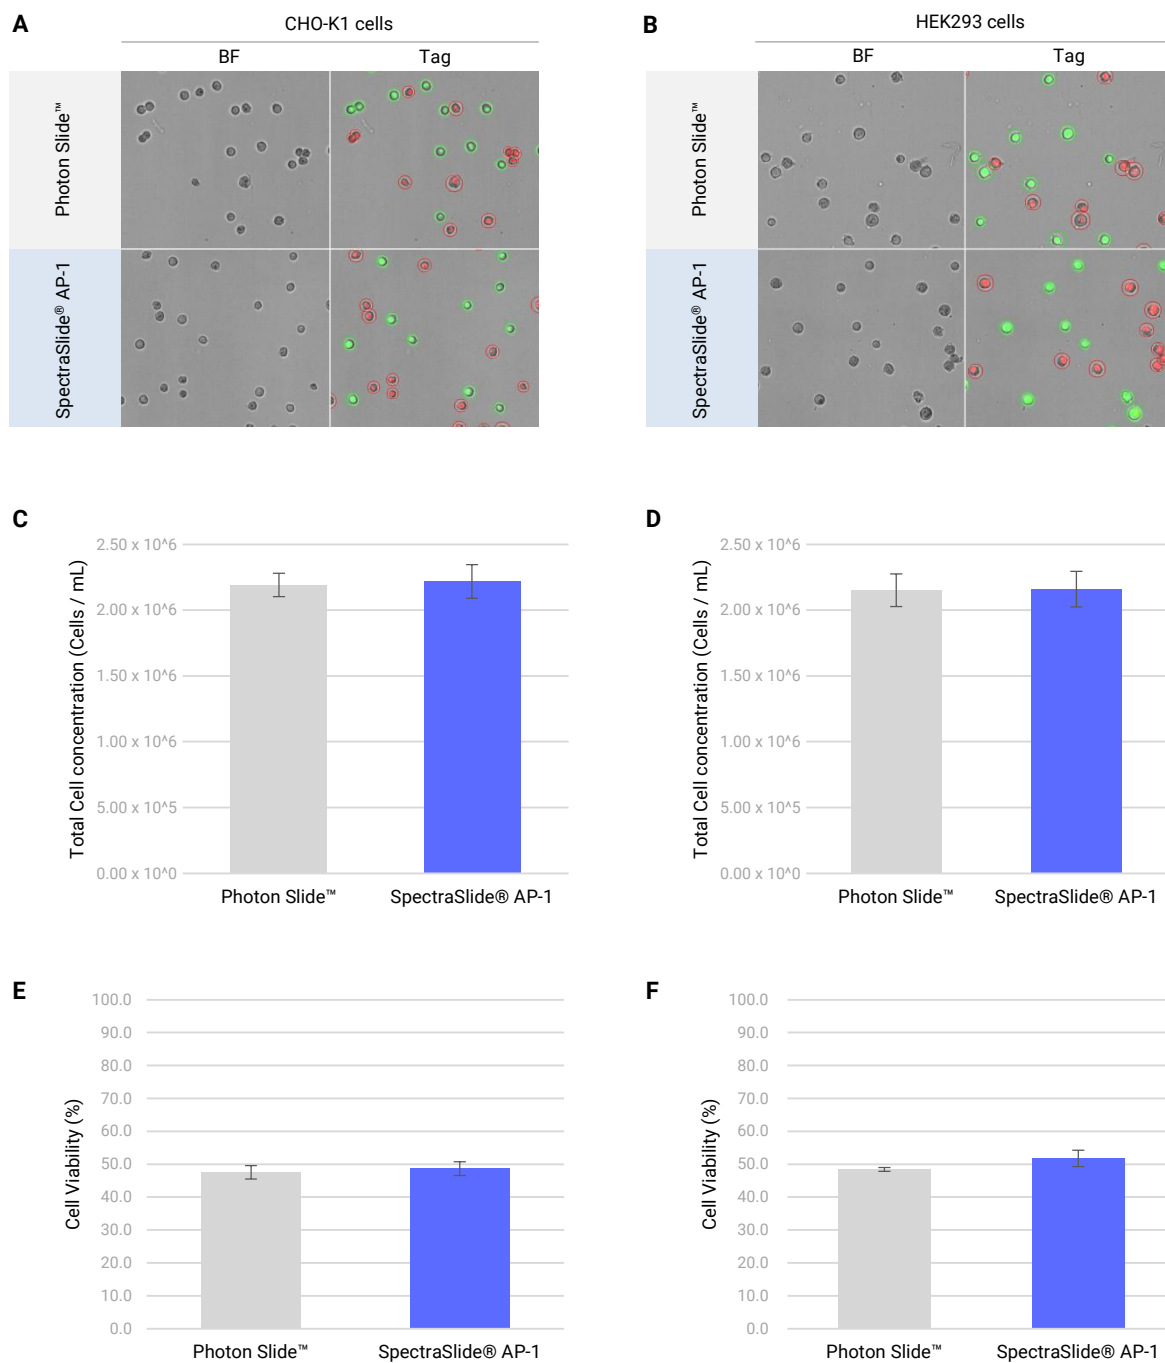 A
CHO-K1 cells
BF
Tag
Photon Slide™
SpectraSlide® AP-1
B
HEK293 cells
BF
Tag
Photon Slide™
SpectraSlide® AP-1
C
Total Cell concentration (Cells / mL)
2.50 x 10^6
2.00 x 10^6
1.50 x 10^6
1.00 x 10^6
5.00 x 10^5
0.00 x 10^0
Photon Slide™
SpectraSlide® AP-1
D
Total Cell concentration (Cells / mL)
2.50 x 10^6
2.00 x 10^6
1.50 x 10^6
1.00 x 10^6
5.00 x 10^5
0.00 x 10^0
Photon Slide™
SpectraSlide® AP-1
E
Cell Viability (%)
100.0
90.0
80.0
70.0
60.0
50.0
40.0
30.0
20.0
10.0
0.0
Photon Slide™
SpectraSlide® AP-1
F
Cell Viability (%)
100.0
90.0
80.0
70.0
60.0
50.0
40.0
30.0
20.0
10.0
0.0
Photon Slide™
SpectraSlide® AP-1